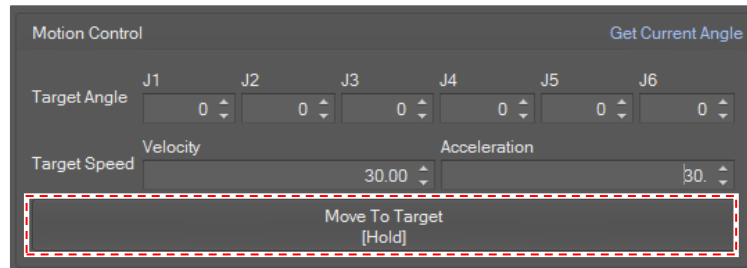 Motion Control Get Current Angle
J1 J2 J3 J4 J5 J6
Target Angle 0 0 0 0 0 0
Velocity Acceleration
Target Speed 30.00 30.
Move To Target
[Hold]